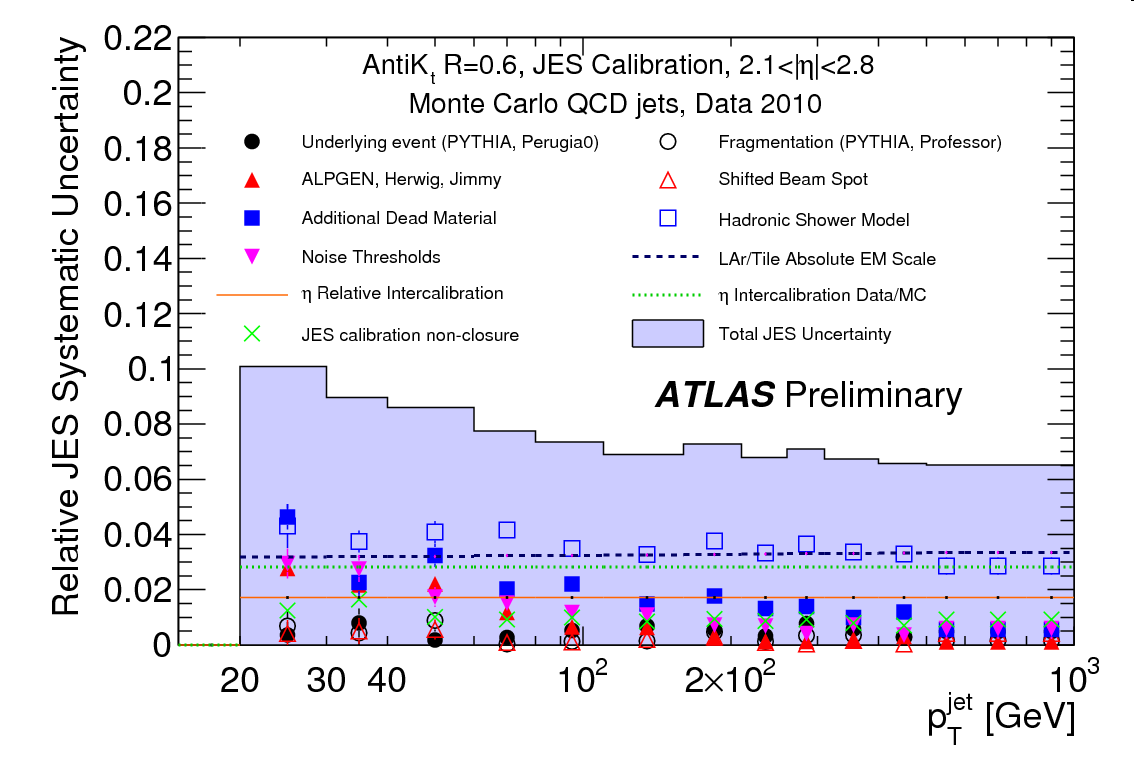 Relative JES Systematic Uncertainty
0.22
0.2
0.18
0.16
0.14
0.12
0.1
0.08
0.06
0.04
0.02
0
AntiKt R=0.6, JES Calibration, 2.1<|η|<2.8
Monte Carlo QCD jets, Data 2010
Underlying event (PYTHIA, Perugia0)
Fragmentation (PYTHIA, Professor)
ALPGEN, Herwig, Jimmy
Shifted Beam Spot
Additional Dead Material
Hadronic Shower Model
Noise Thresholds
LAr/Tile Absolute EM Scale
η Relative Intercalibration
η Intercalibration Data/MC
JES calibration non-closure
Total JES Uncertainty
ATLAS Preliminary
20 30 40 10² 2×10² 10³
p_T^jet [GeV]